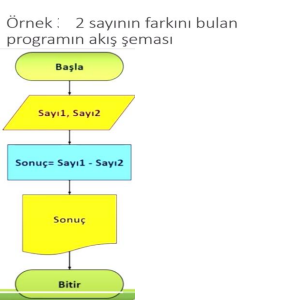 Örnek : 2 sayının farkını bulan
programın akış şeması
Başla
Sayı1, Sayı2
Sonuç= Sayı1 - Sayı2
Sonuç
Bitir